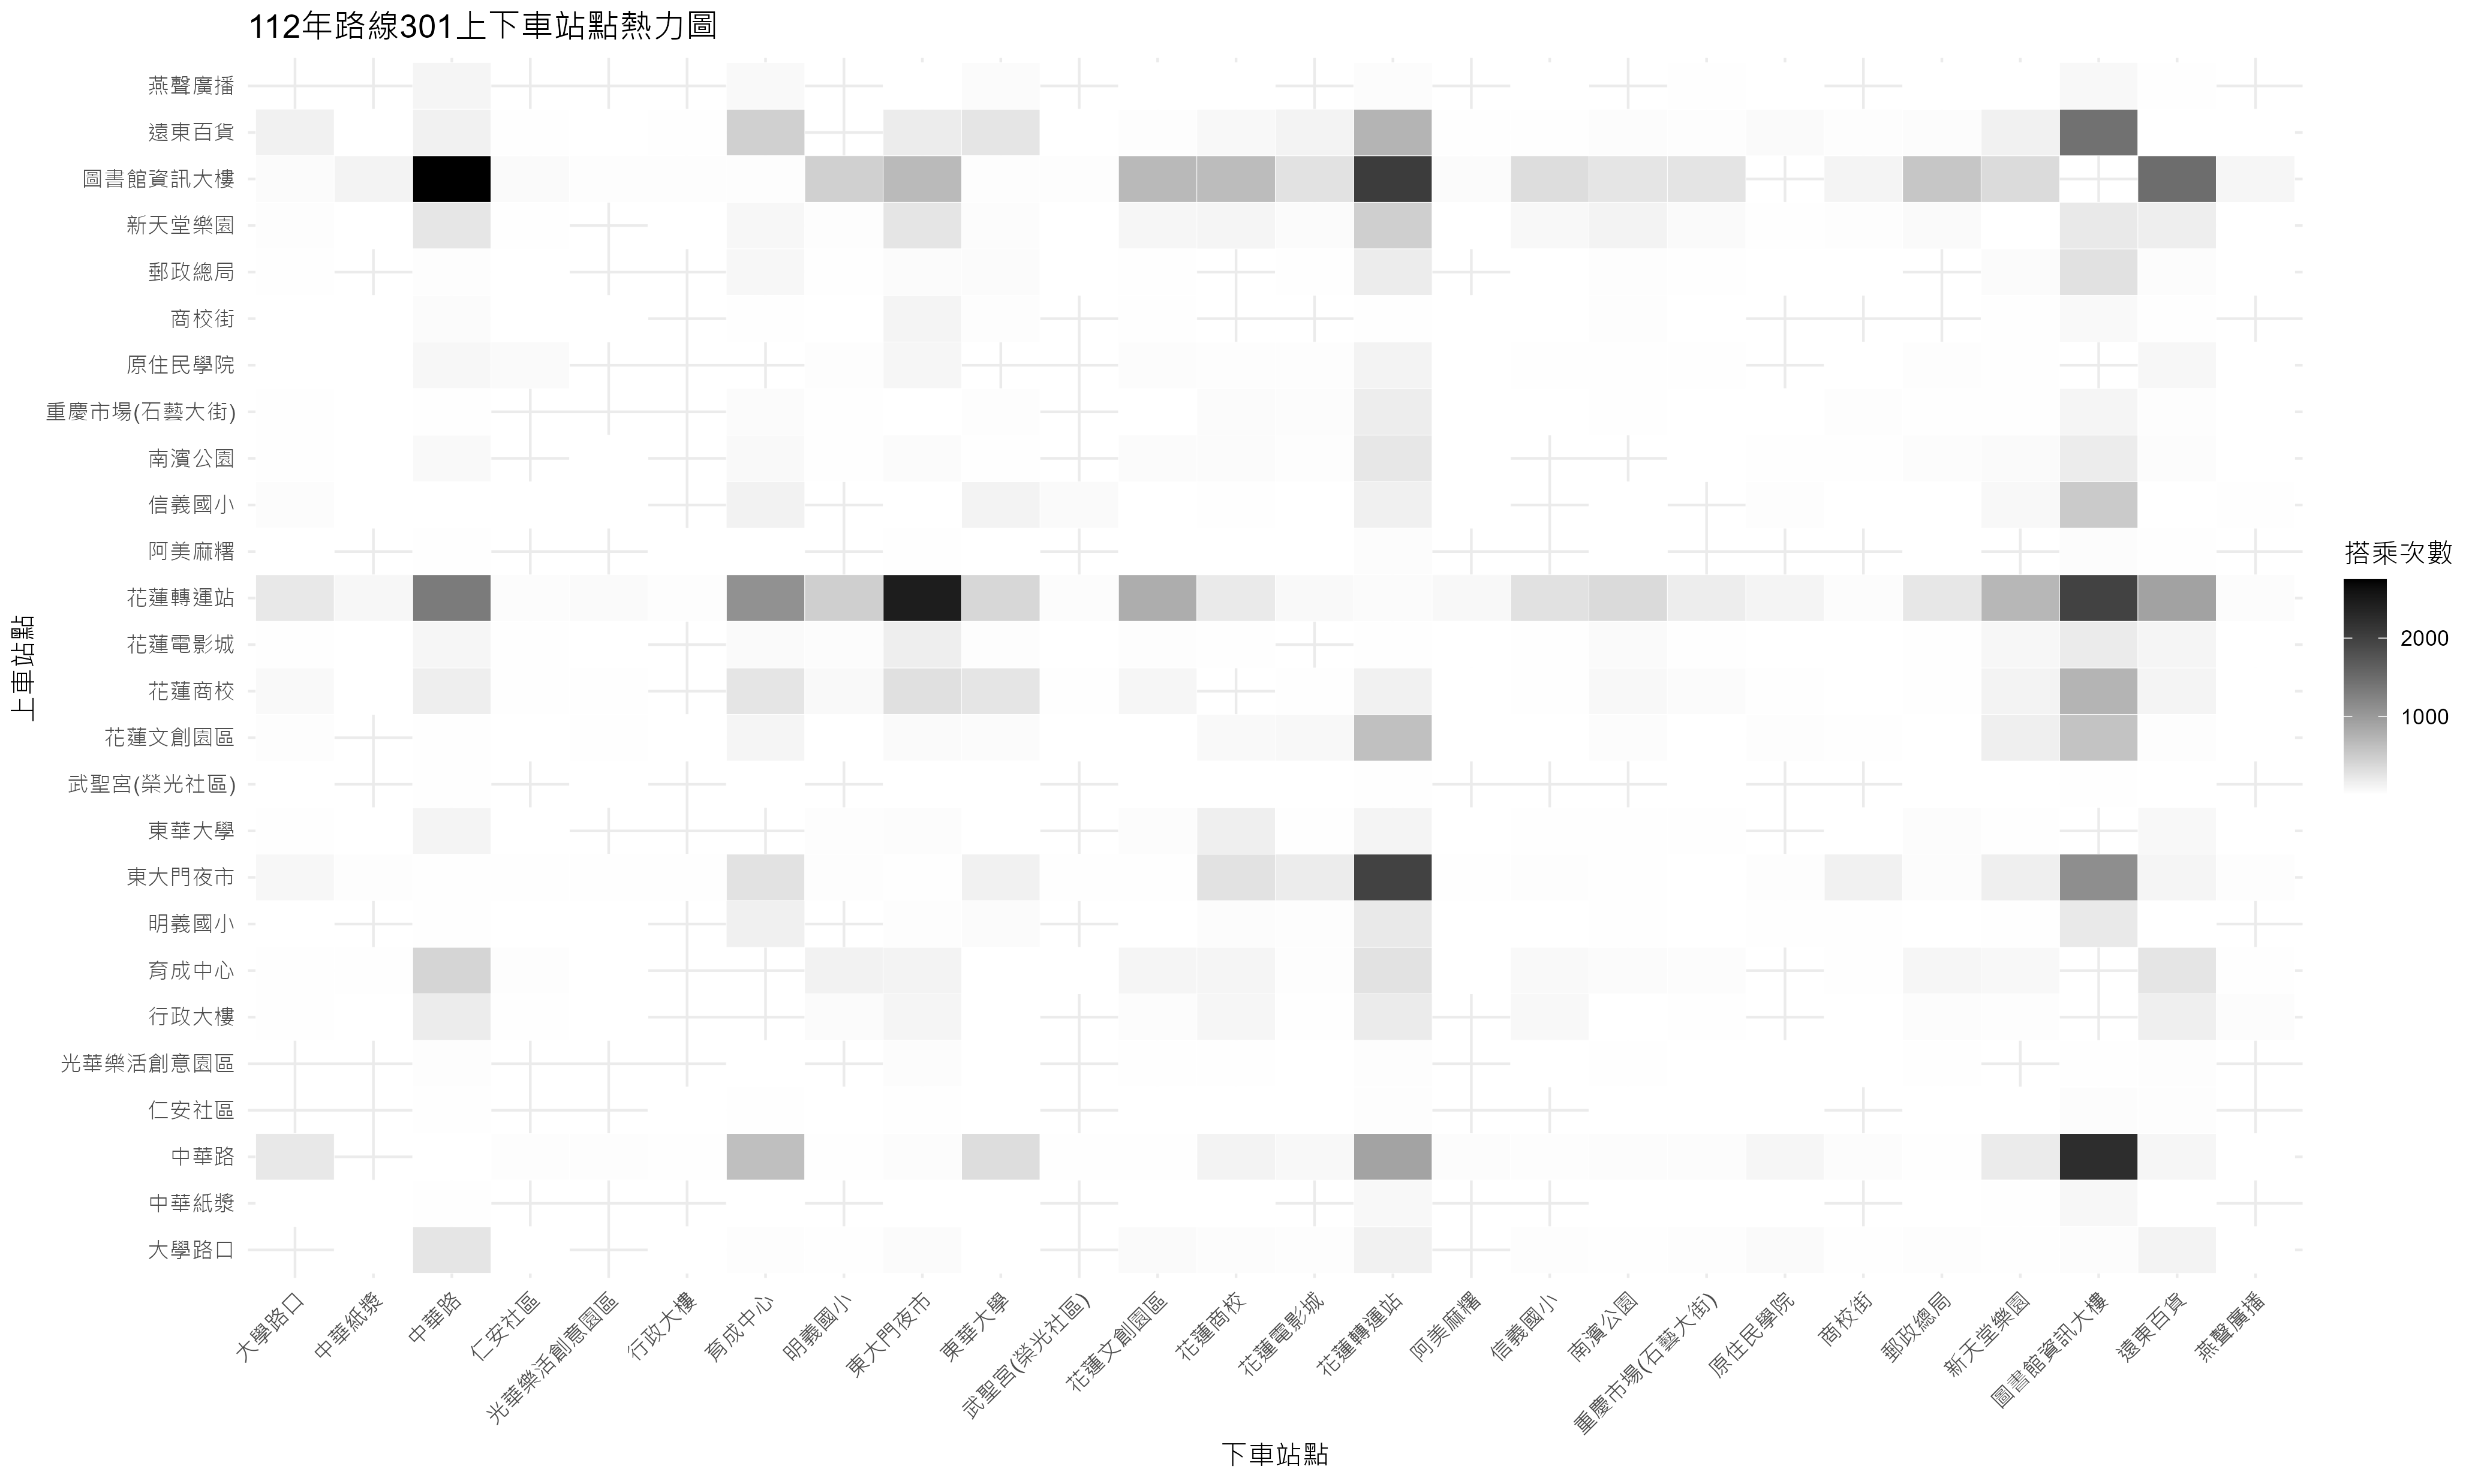 112年路線301上下車站點熱力圖
上車站點
燕聲廣播
遠東百貨
圖書館資訊大樓
新天堂樂園
郵政總局
商校街
原住民學院
重慶市場(石藝大街)
南濱公園
信義國小
阿美麻糬
花蓮轉運站
花蓮電影城
花蓮商校
花蓮文創園區
武聖宮(榮光社區)
東華大學
東大門夜市
明義國小
育成中心
行政大樓
光華樂活創意園區
仁安社區
中華路
中華紙漿
大學路口
大學路口
中華紙漿
中華路
仁安社區
光華樂活創意園區
行政大樓
育成中心
明義國小
東大門夜市
東華大學
武聖宮(榮光社區)
花蓮文創園區
花蓮商校
花蓮電影城
花蓮轉運站
阿美麻糬
信義國小
南濱公園
重慶市場(石藝大街)
原住民學院
商校街
郵政總局
新天堂樂園
圖書館資訊大樓
遠東百貨
燕聲廣播
下車站點
搭乘次數
2000
1000